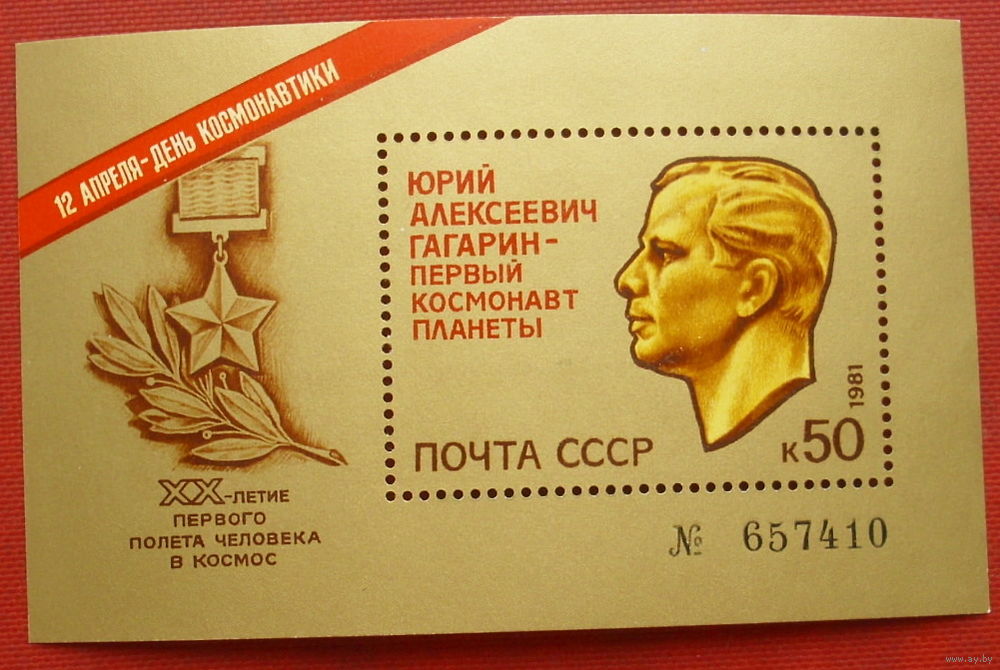 12 АПРЕЛЯ-ДЕНЬ КОСМОНАВТИКИ
ЮРИЙ
АЛЕКСЕЕВИЧ
ГАГАРИН-
ПЕРВЫЙ
КОСМОНАВТ
ПЛАНЕТЫ
1981
ПОЧТА СССР
к50
XX-ЛЕТИЕ
ПЕРВОГО
ПОЛЕТА ЧЕЛОВЕКА
В КОСМОС
№ 657410
www.ay.by